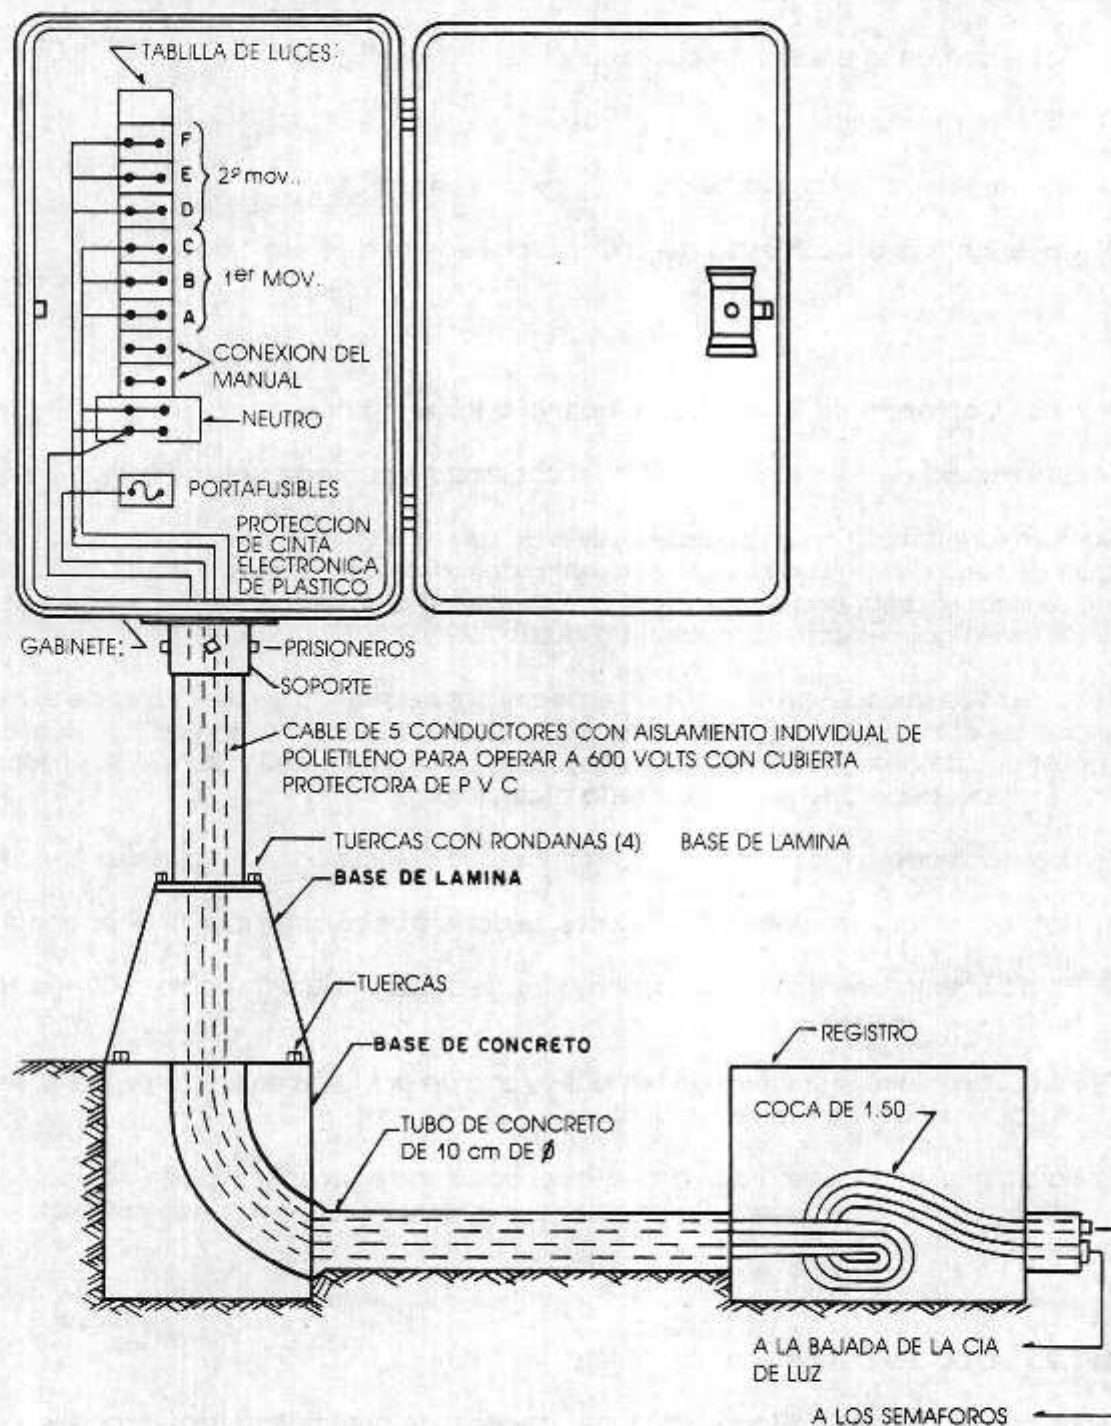 TABLILLA DE LUCES:
F
E
2º mov..
D
C
B
1er MOV.
A
CONEXION DEL
MANUAL
NEUTRO
PORTAFUSIBLES
PROTECCION
DE CINTA
ELECTRONICA
DE PLASTICO
GABINETE:
PRISIONEROS
SOPORTE
CABLE DE 5 CONDUCTORES CON AISLAMIENTO INDIVIDUAL DE
POLIETILENO PARA OPERAR A 600 VOLTS CON CUBIERTA
PROTECTORA DE P V C
TUERCAS CON RONDANAS (4) BASE DE LAMINA
BASE DE LAMINA
TUERCAS
BASE DE CONCRETO
REGISTRO
COCA DE 1.50
TUBO DE CONCRETO
DE 10 cm DE Ø
A LA BAJADA DE LA CIA
DE LUZ
A LOS SEMAFOROS